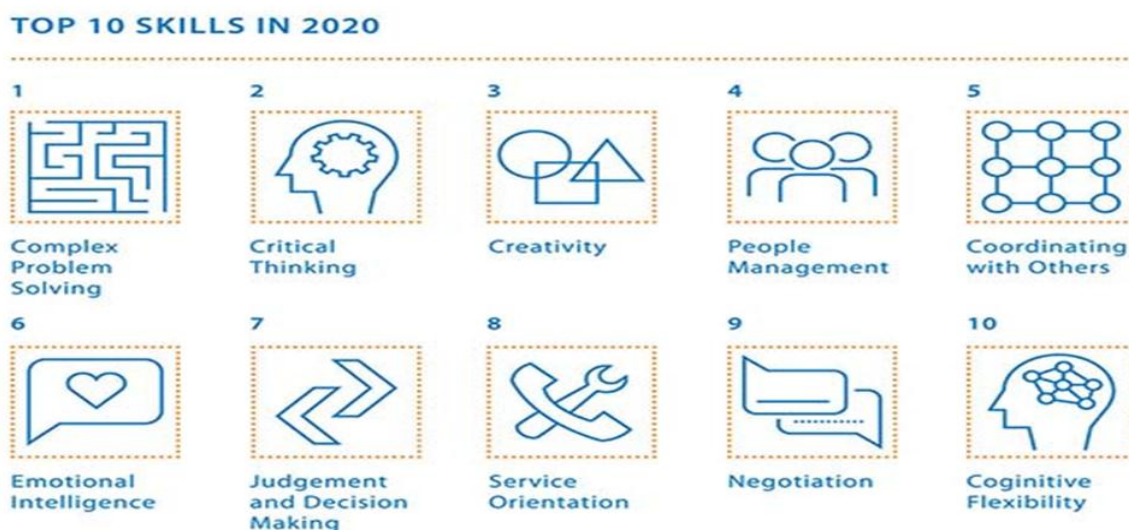 TOP 10 SKILLS IN 2020
1
Complex
Problem
Solving
2
Critical
Thinking
3
Creativity
4
People
Management
5
Coordinating
with Others
6
Emotional
Intelligence
7
Judgement
and Decision
Making
8
Service
Orientation
9
Negotiation
10
Coginitive
Flexibility